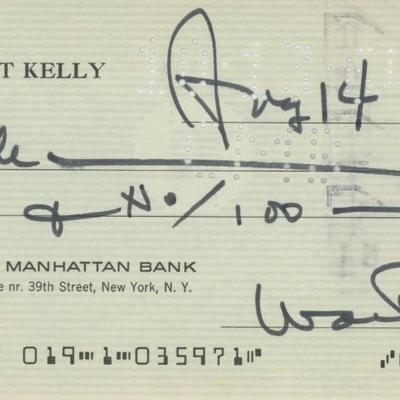 T KELLY
Aug 14
& No/100
MANHATTAN BANK
e nr. 39th Street, New York, N. Y.
019 1 035971